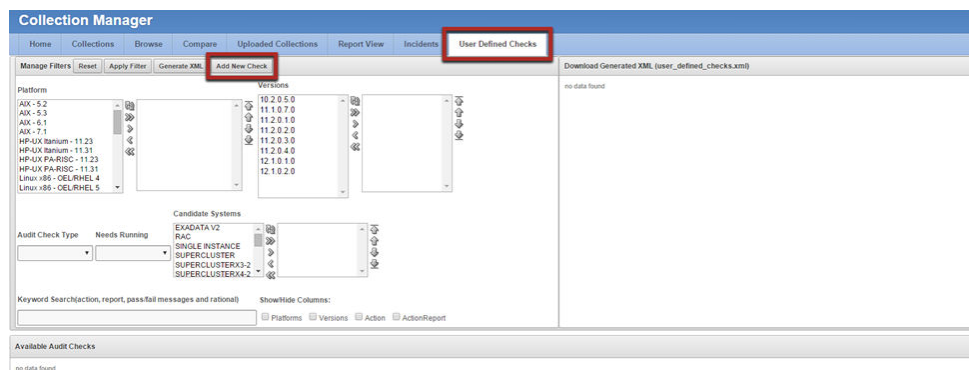 Collection Manager
Home Collections Browse Compare Uploaded Collections Report View Incidents User Defined Checks
Manage Filters Reset Apply Filter Generate XML Add New Check
Download Generated XML (user_defined_checks.xml)
no data found
Platform
AIX - 5.2
AIX - 5.3
AIX - 6.1
AIX - 7.1
HP-UX Itanium - 11.23
HP-UX Itanium - 11.31
HP-UX PA-RISC - 11.23
HP-UX PA-RISC - 11.31
Linux x86 - OEL/RHEL 4
Linux x86 - OEL/RHEL 5
Versions
10.2.0.5.0
11.1.0.7.0
11.2.0.1.0
11.2.0.2.0
11.2.0.3.0
11.2.0.4.0
12.1.0.1.0
12.1.0.2.0
Audit Check Type Needs Running
Candidate Systems
EXADATA V2
RAC
SINGLE INSTANCE
SUPERCLUSTER
SUPERCLUSTERX3-2
SUPERCLUSTERX4-2
Keyword Search(action, report, pass/fail messages and rational)
Show/Hide Columns:
Platforms Versions Action ActionReport
Available Audit Checks
no data found